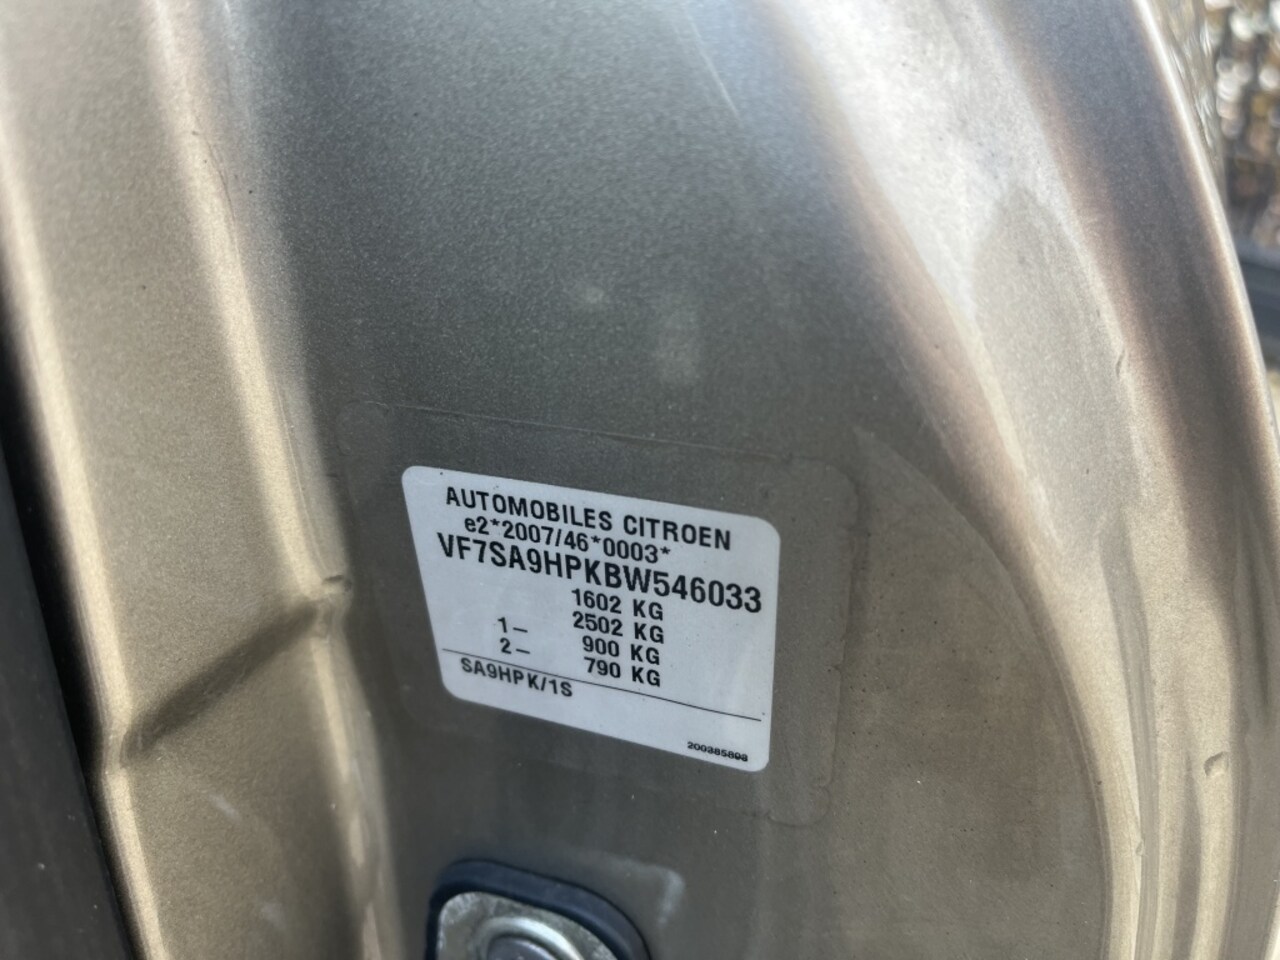 AUTOMOBILES CITROEN
e2*2007/46*0003*
VF7SA9HPKBW546033
1602 KG
2502 KG
1– 900 KG
2– 790 KG
SA9HPK/1S
200385898